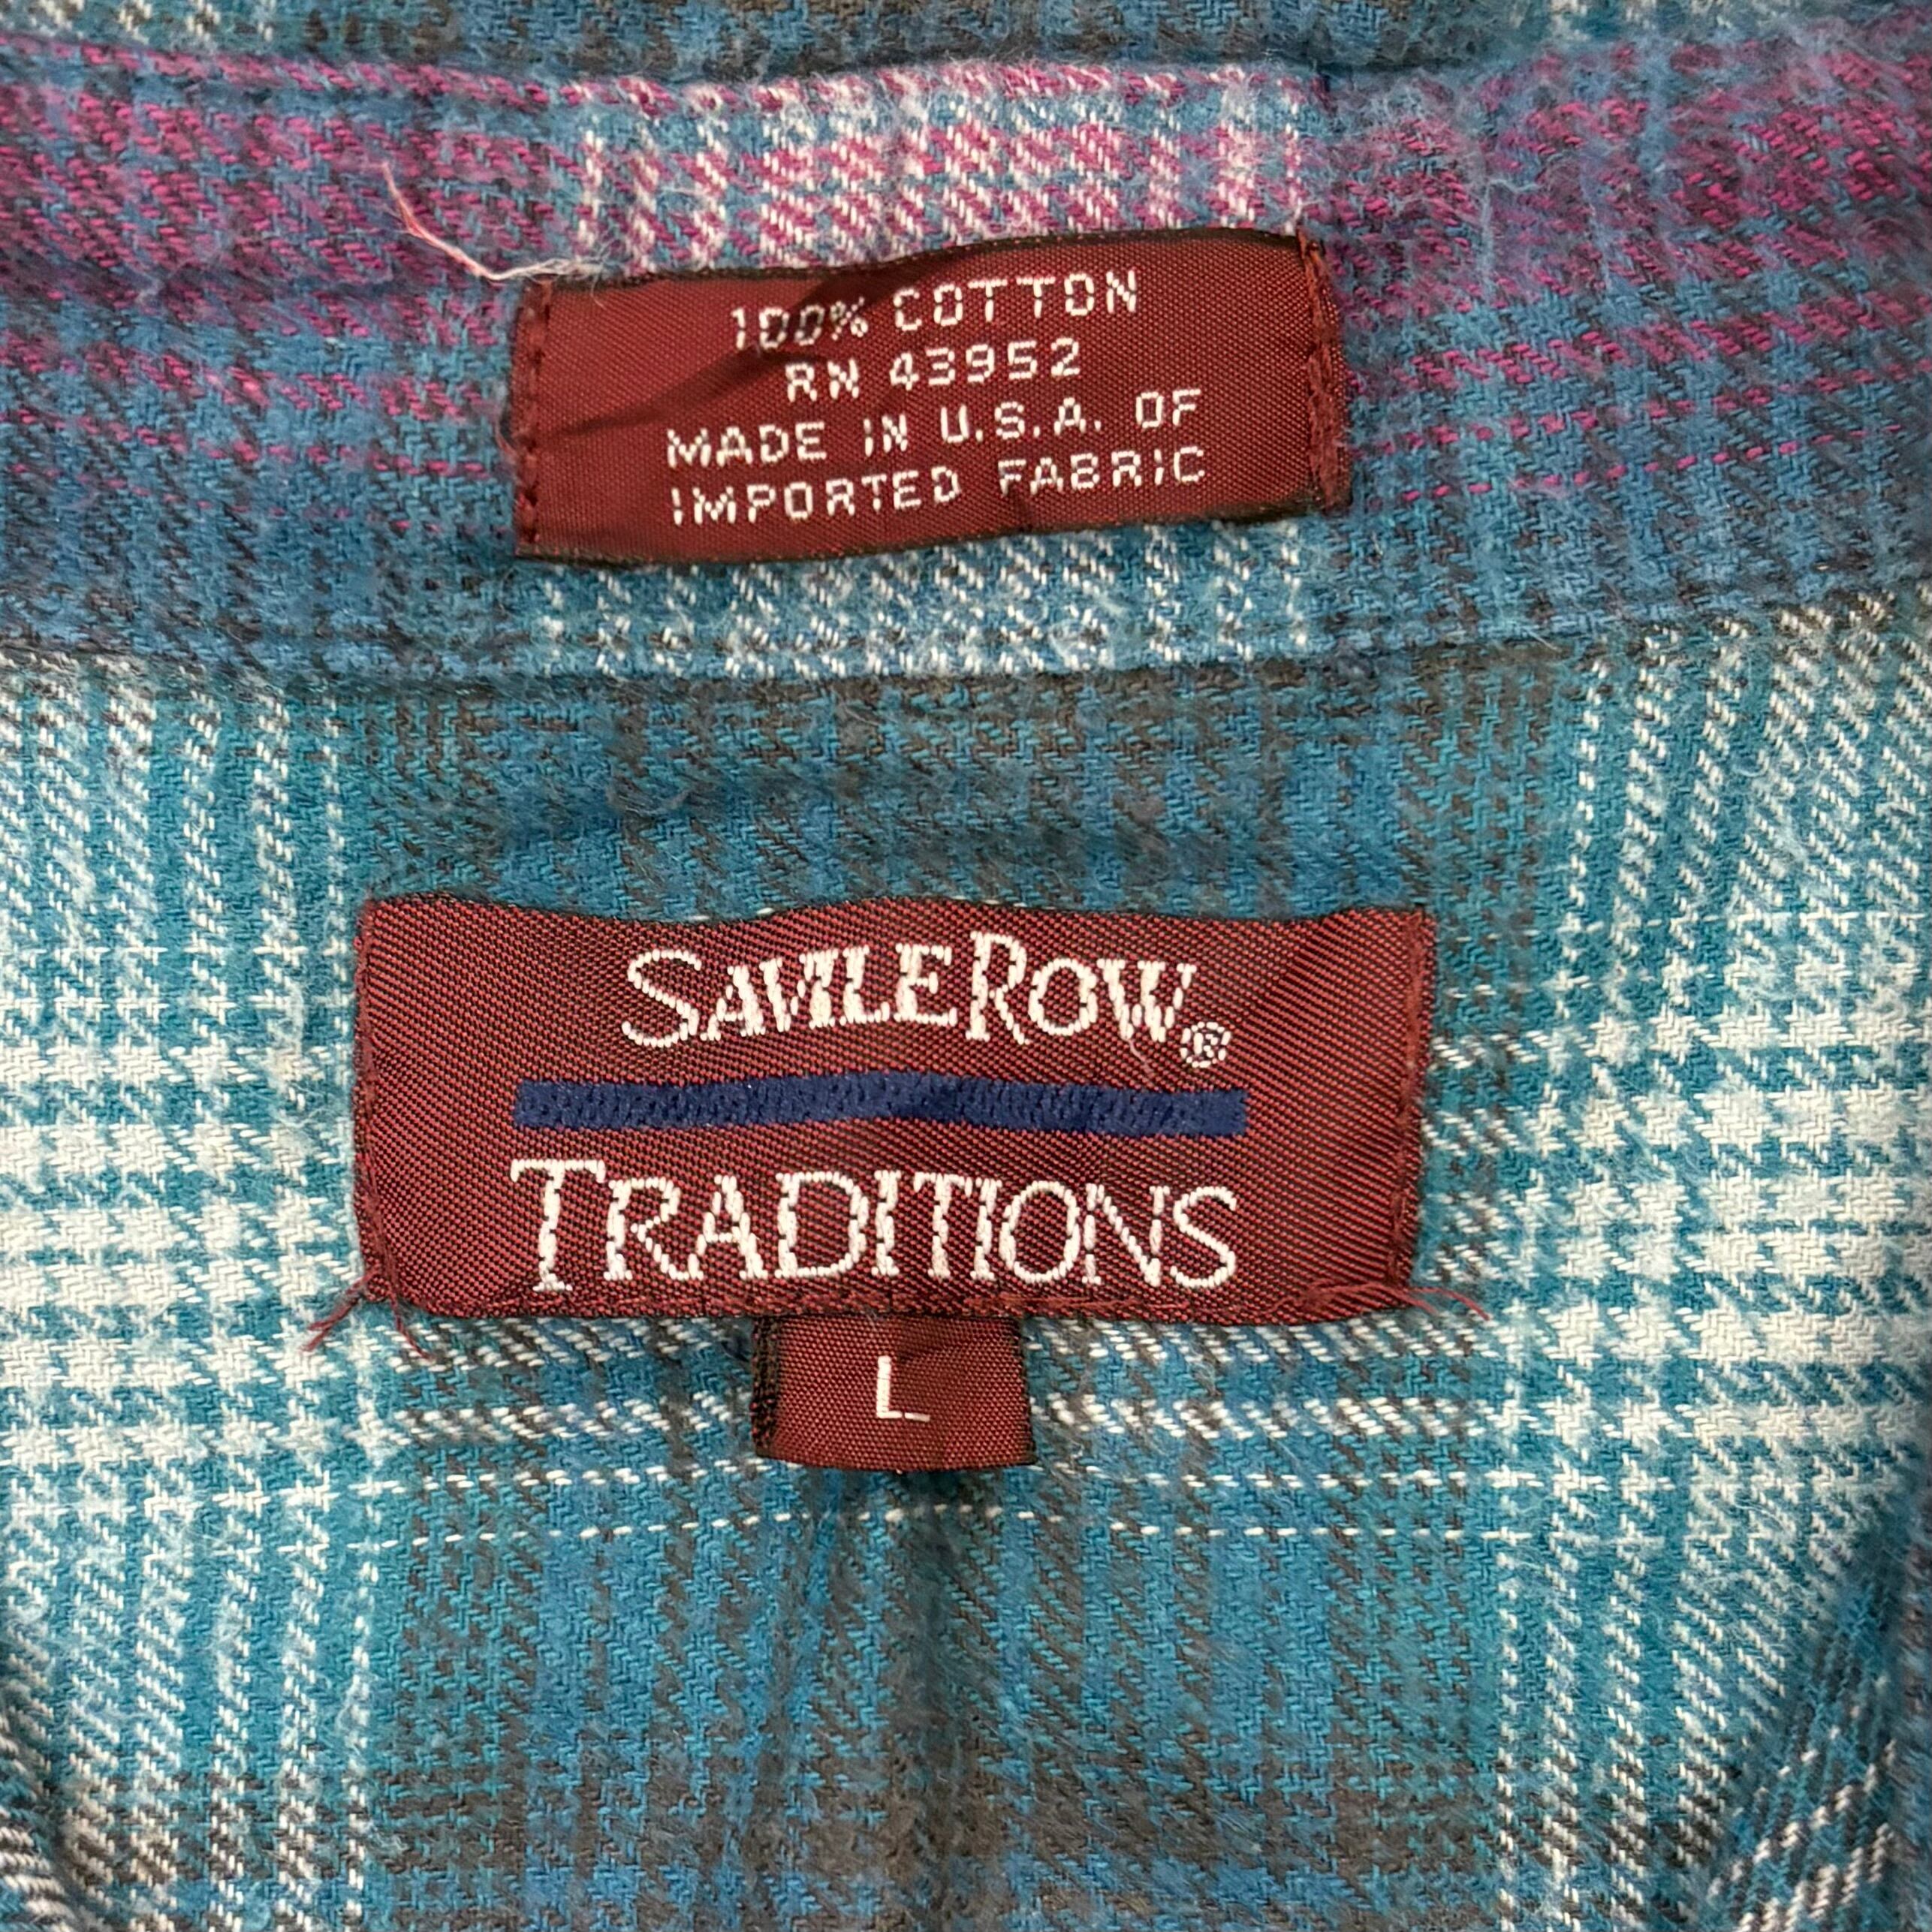 100% COTTON
RN 43952
MADE IN U.S.A. OF
IMPORTED FABRIC
SAVILE ROW®
TRADITIONS
L